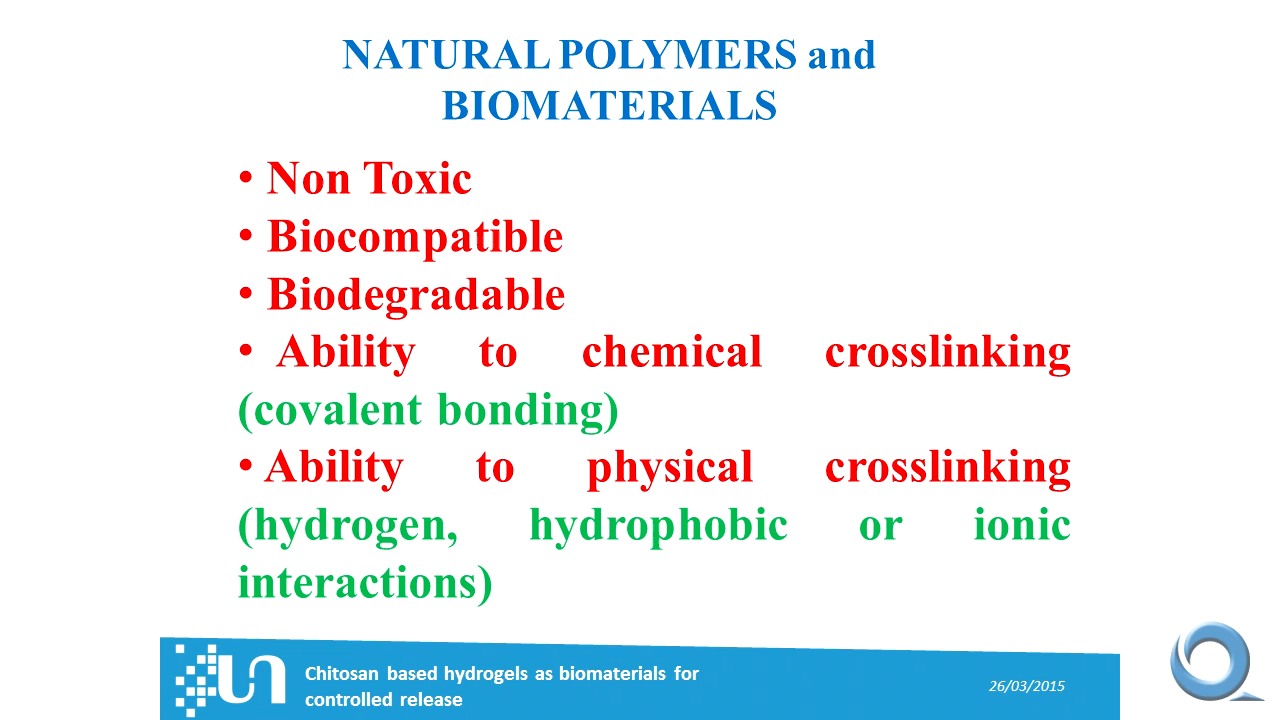 NATURAL POLYMERS and
BIOMATERIALS
• Non Toxic
• Biocompatible
• Biodegradable
• Ability to chemical crosslinking
(covalent bonding)
• Ability to physical crosslinking
(hydrogen, hydrophobic or ionic
interactions)
Chitosan based hydrogels as biomaterials for
controlled release
26/03/2015